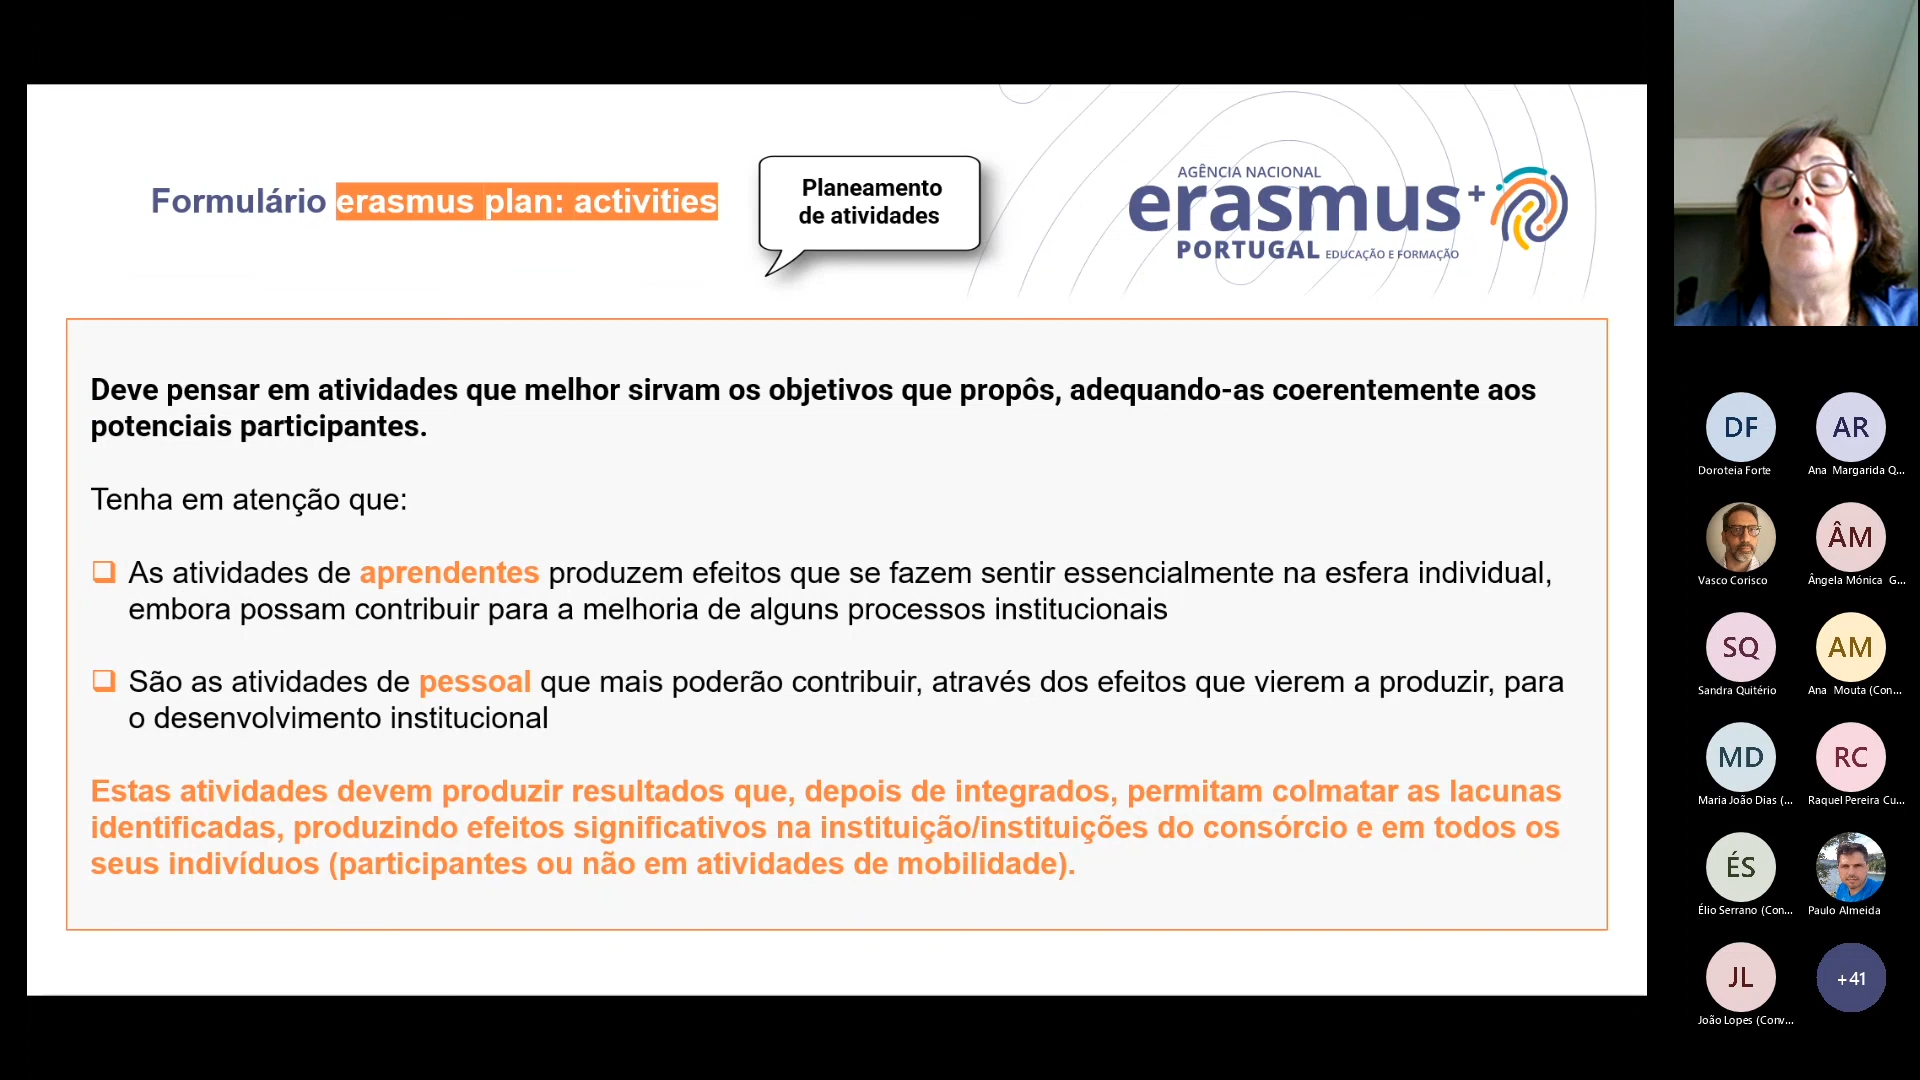 Formulário erasmus plan: activities
Planeamento
de atividades
AGÊNCIA NACIONAL
erasmus+
PORTUGAL EDUCAÇÃO E FORMAÇÃO
Deve pensar em atividades que melhor sirvam os objetivos que propôs, adequando-as coerentemente aos
potenciais participantes.
Tenha em atenção que:
As atividades de aprendentes produzem efeitos que se fazem sentir essencialmente na esfera individual,
embora possam contribuir para a melhoria de alguns processos institucionais
São as atividades de pessoal que mais poderão contribuir, através dos efeitos que vierem a produzir, para
o desenvolvimento institucional
Estas atividades devem produzir resultados que, depois de integrados, permitam colmatar as lacunas
identificadas, produzindo efeitos significativos na instituição/instituições do consórcio e em todos os
seus indivíduos (participantes ou não em atividades de mobilidade).
DF
AR
Doroteia Forte
Ana Margarida Q...
ÂM
Vasco Corisco
Ângela Mónica G...
SQ
AM
Sandra Quitério
Ana Mouta (Con...
MD
RC
Maria João Dias (...
Raquel Pereira Cu...
ÉS
Élio Serrano (Con...
Paulo Almeida
JL
+41
João Lopes (Conv...